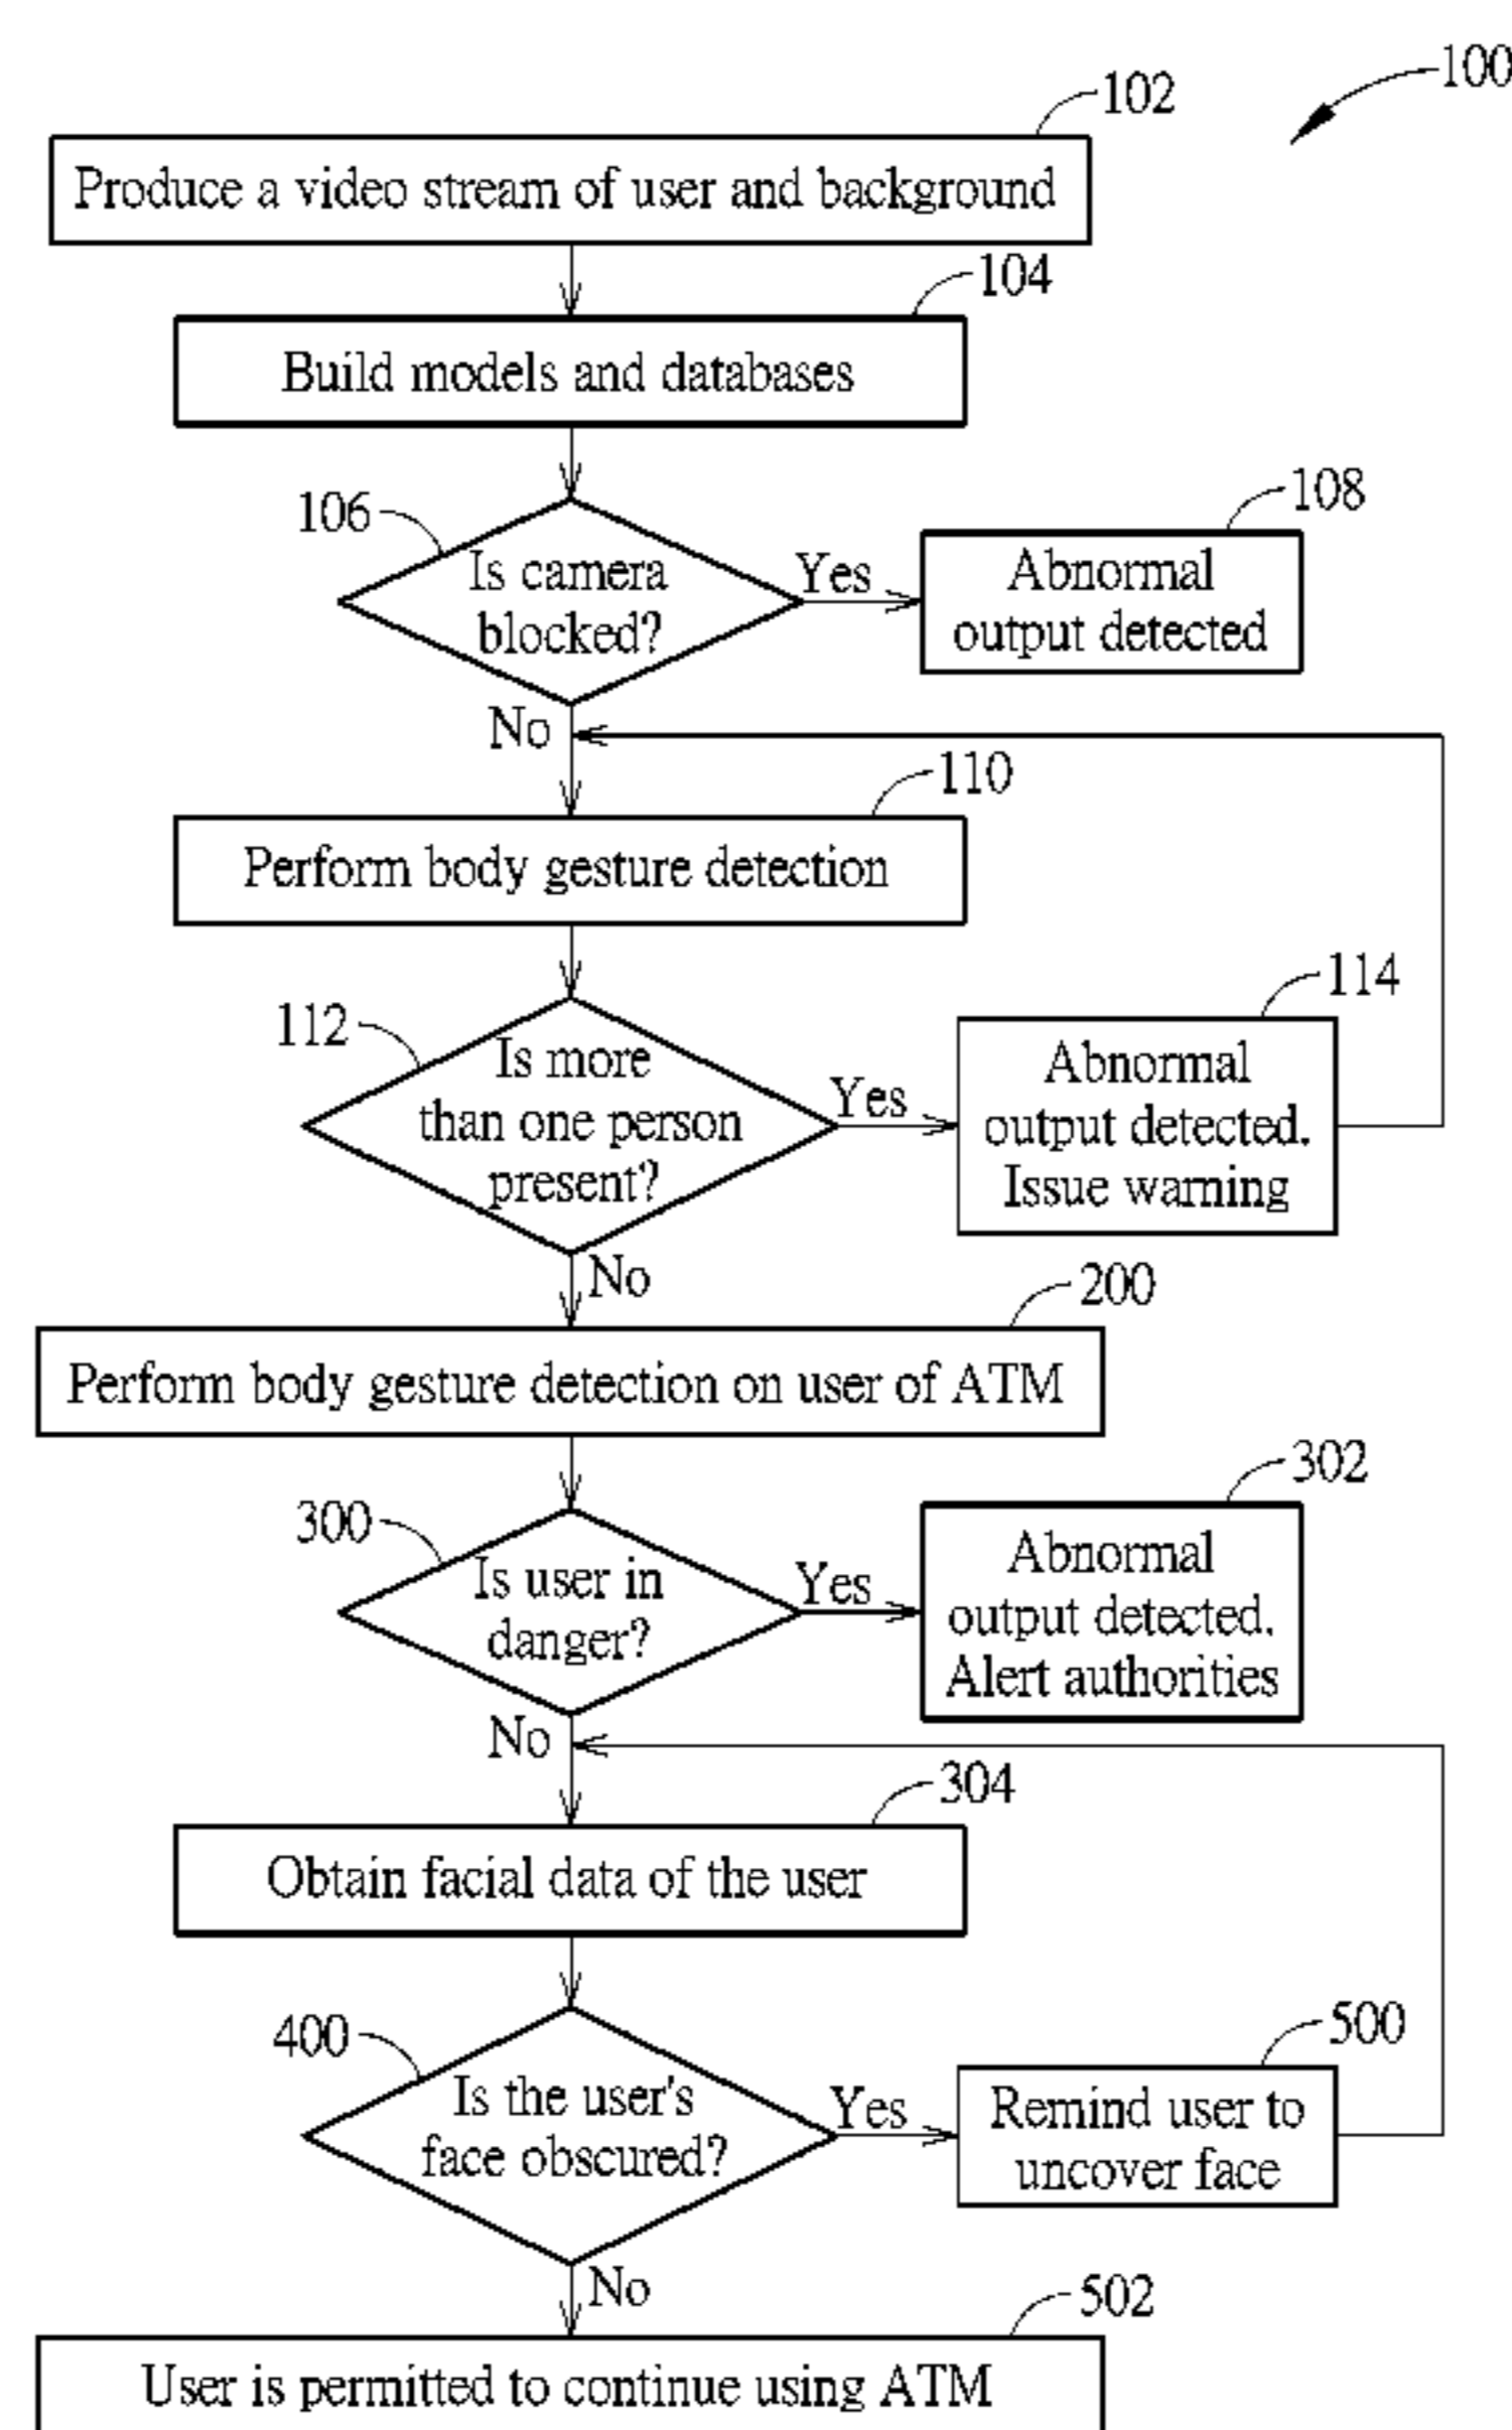 100
102
Produce a video stream of user and background
104
Build models and databases
106
Is camera
blocked?
Yes
108
Abnormal
output detected
No
110
Perform body gesture detection
112
Is more
than one person
present?
Yes
114
Abnormal
output detected.
Issue warning
No
200
Perform body gesture detection on user of ATM
300
Is user in
danger?
Yes
302
Abnormal
output detected.
Alert authorities
No
304
Obtain facial data of the user
400
Is the user's
face obscured?
Yes
500
Remind user to
uncover face
No
502
User is permitted to continue using ATM